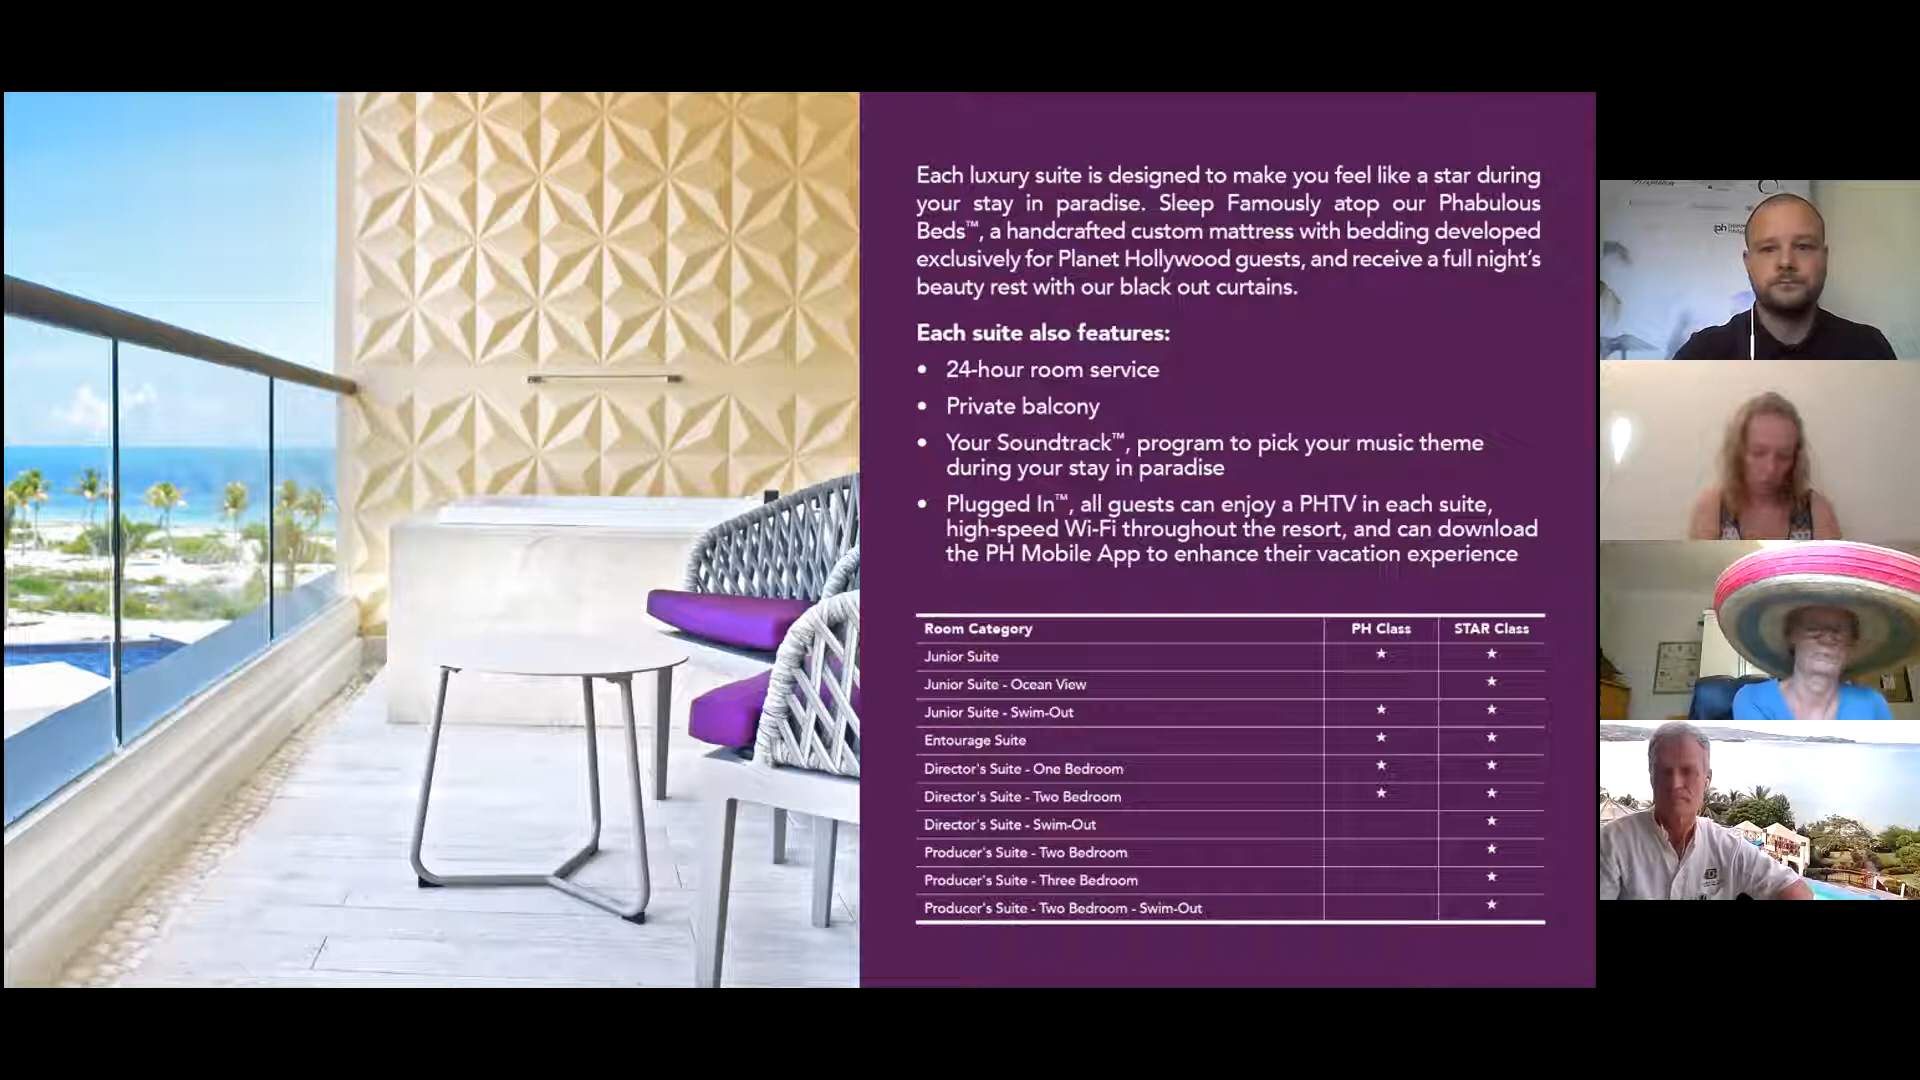 Each luxury suite is designed to make you feel like a star during
your stay in paradise. Sleep Famously atop our Phabulous
Beds™, a handcrafted custom mattress with bedding developed
exclusively for Planet Hollywood guests, and receive a full night's
beauty rest with our black out curtains.
Each suite also features:
• 24-hour room service
• Private balcony
• Your Soundtrack™, program to pick your music theme
during your stay in paradise
• Plugged In™, all guests can enjoy a PHTV in each suite,
high-speed Wi-Fi throughout the resort, and can download
the PH Mobile App to enhance their vacation experience
Room Category PH Class STAR Class
Junior Suite ★ ★
Junior Suite - Ocean View ★
Junior Suite - Swim-Out ★ ★
Entourage Suite ★ ★
Director's Suite - One Bedroom ★ ★
Director's Suite - Two Bedroom ★ ★
Director's Suite - Swim-Out ★
Producer's Suite - Two Bedroom ★
Producer's Suite - Three Bedroom ★
Producer's Suite - Two Bedroom - Swim-Out ★
ph